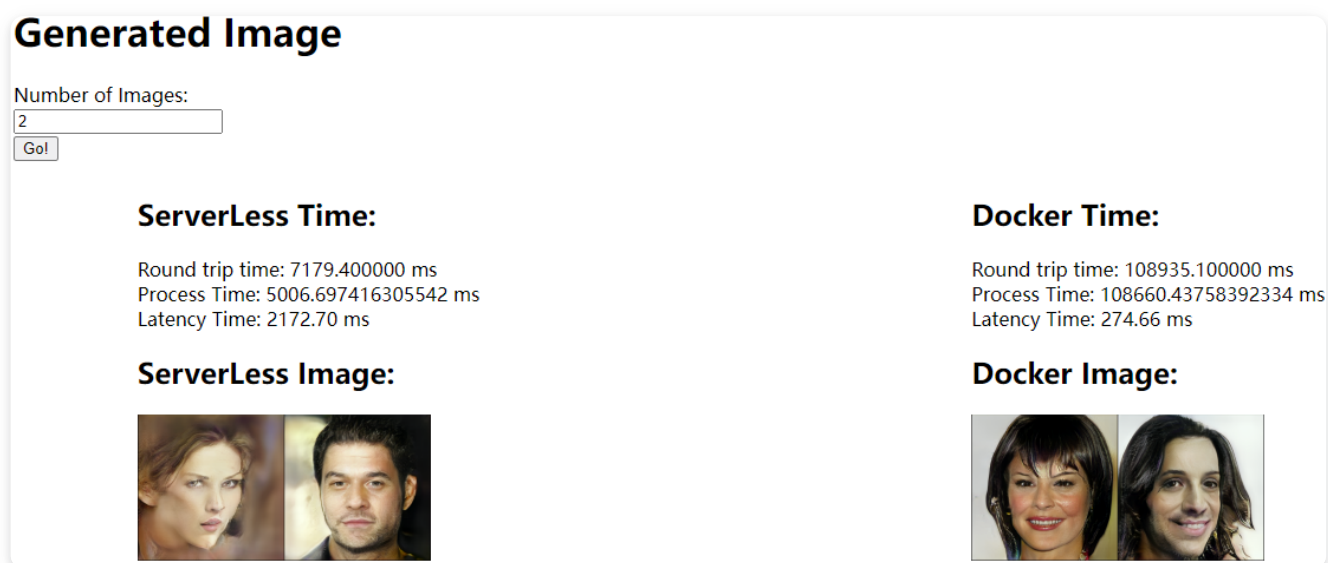 Generated Image
Number of Images:
2
Go!
ServerLess Time:
Round trip time: 7179.400000 ms
Process Time: 5006.697416305542 ms
Latency Time: 2172.70 ms
ServerLess Image:
Docker Time:
Round trip time: 108935.100000 ms
Process Time: 108660.43758392334 ms
Latency Time: 274.66 ms
Docker Image: